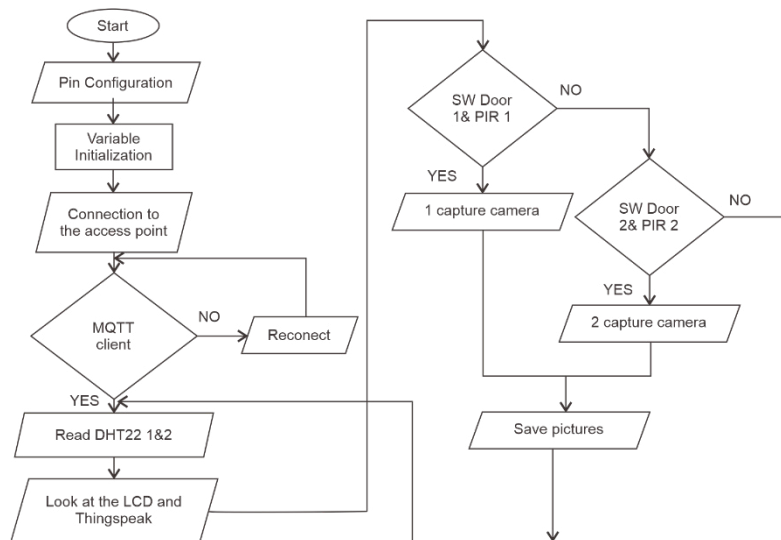 Start
Pin Configuration
Variable
Initialization
Connection to
the access point
MQTT
client
NO
Reconect
YES
Read DHT22 1&2
Look at the LCD and
Thingspeak
SW Door
1& PIR 1
NO
YES
1 capture camera
SW Door
2& PIR 2
NO
YES
2 capture camera
Save pictures